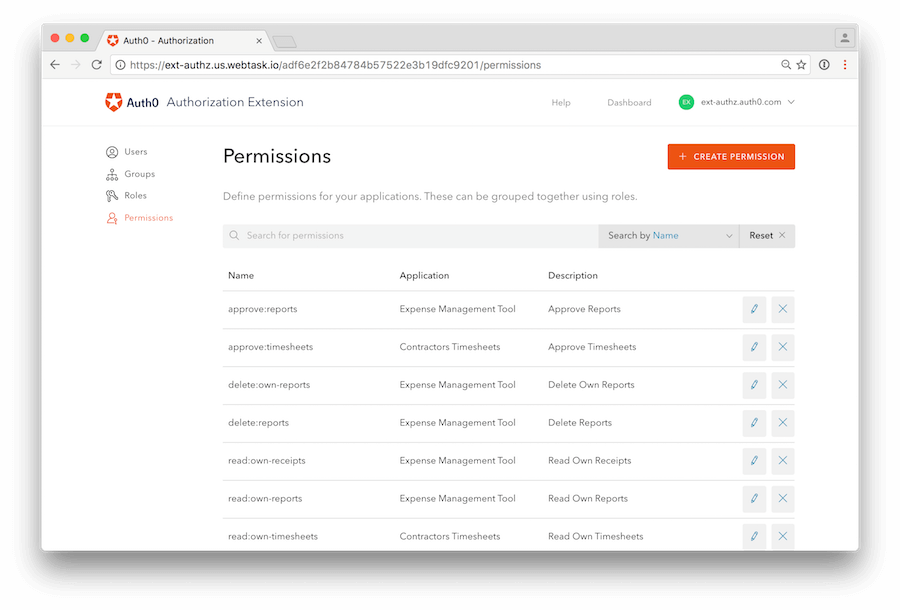 Auth0 - Authorization
https://ext-authz.us.webtask.io/adf6e2f2b84784b57522e3b19dfc9201/permissions
Auth0 Authorization Extension
Help
Dashboard
EX
ext-authz.auth0.com
Users
Groups
Roles
Permissions
Permissions
+ CREATE PERMISSION
Define permissions for your applications. These can be grouped together using roles.
Search for permissions
Search by Name
Reset
Name Application Description
approve:reports Expense Management Tool Approve Reports
approve:timesheets Contractors Timesheets Approve Timesheets
delete:own-reports Expense Management Tool Delete Own Reports
delete:reports Expense Management Tool Delete Reports
read:own-receipts Expense Management Tool Read Own Receipts
read:own-reports Expense Management Tool Read Own Reports
read:own-timesheets Contractors Timesheets Read Own Timesheets